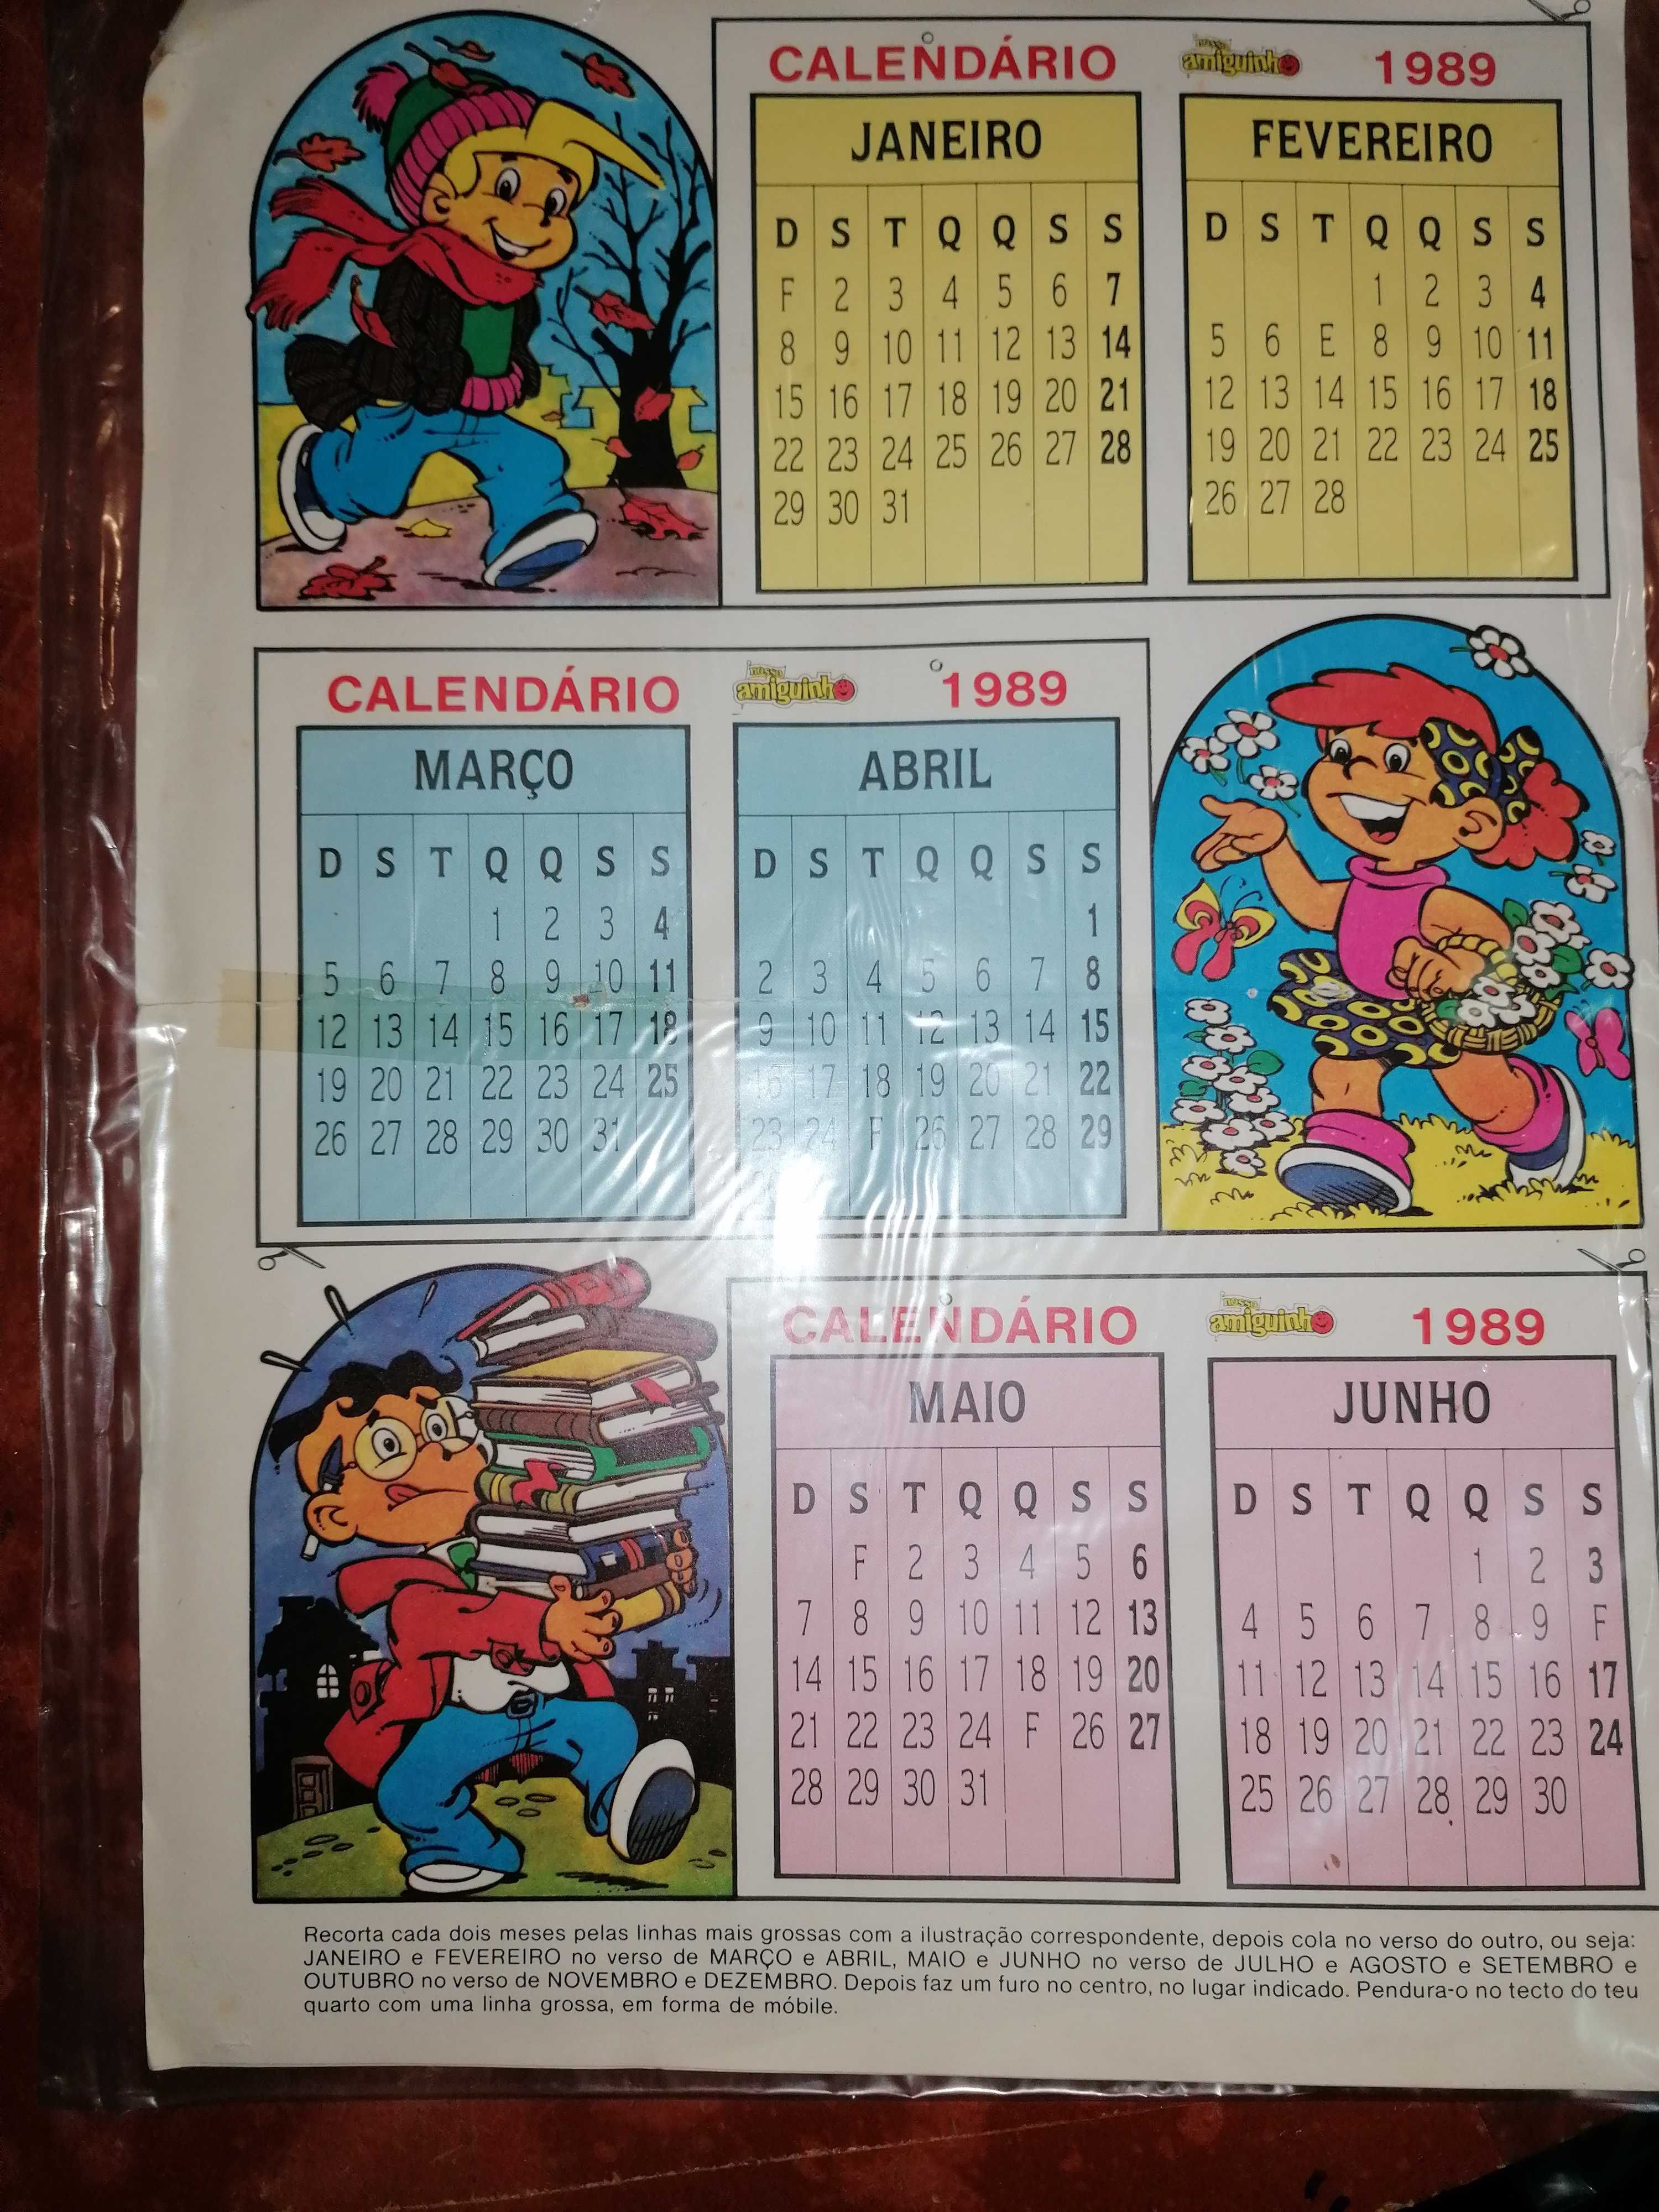 CALENDÁRIO nosso amiguinho 1989
JANEIRO
D S T Q Q S S
F 2 3 4 5 6 7
8 9 10 11 12 13 14
15 16 17 18 19 20 21
22 23 24 25 26 27 28
29 30 31
FEVEREIRO
D S T Q Q S S
1 2 3 4
5 6 E 8 9 10 11
12 13 14 15 16 17 18
19 20 21 22 23 24 25
26 27 28
CALENDÁRIO nosso amiguinho 1989
MARÇO
D S T Q Q S S
1 2 3 4
5 6 7 8 9 10 11
12 13 14 15 16 17 18
19 20 21 22 23 24 25
26 27 28 29 30 31
ABRIL
D S T Q Q S S
1
2 3 4 5 6 7 8
9 10 11 12 13 14 15
16 17 18 19 20 21 22
23 24 F 26 27 28 29
CALENDÁRIO nosso amiguinho 1989
MAIO
D S T Q Q S S
F 2 3 4 5 6
7 8 9 10 11 12 13
14 15 16 17 18 19 20
21 22 23 24 F 26 27
28 29 30 31
JUNHO
D S T Q Q S S
1 2 3
4 5 6 7 8 9 F
11 12 13 14 15 16 17
18 19 20 21 22 23 24
25 26 27 28 29 30
Recorta cada dois meses pelas linhas mais grossas com a ilustração correspondente, depois cola no verso do outro, ou seja:
JANEIRO e FEVEREIRO no verso de MARÇO e ABRIL, MAIO e JUNHO no verso de JULHO e AGOSTO e SETEMBRO e
OUTUBRO no verso de NOVEMBRO e DEZEMBRO. Depois faz um furo no centro, no lugar indicado. Pendura-o no tecto do teu
quarto com uma linha grossa, em forma de móbile.